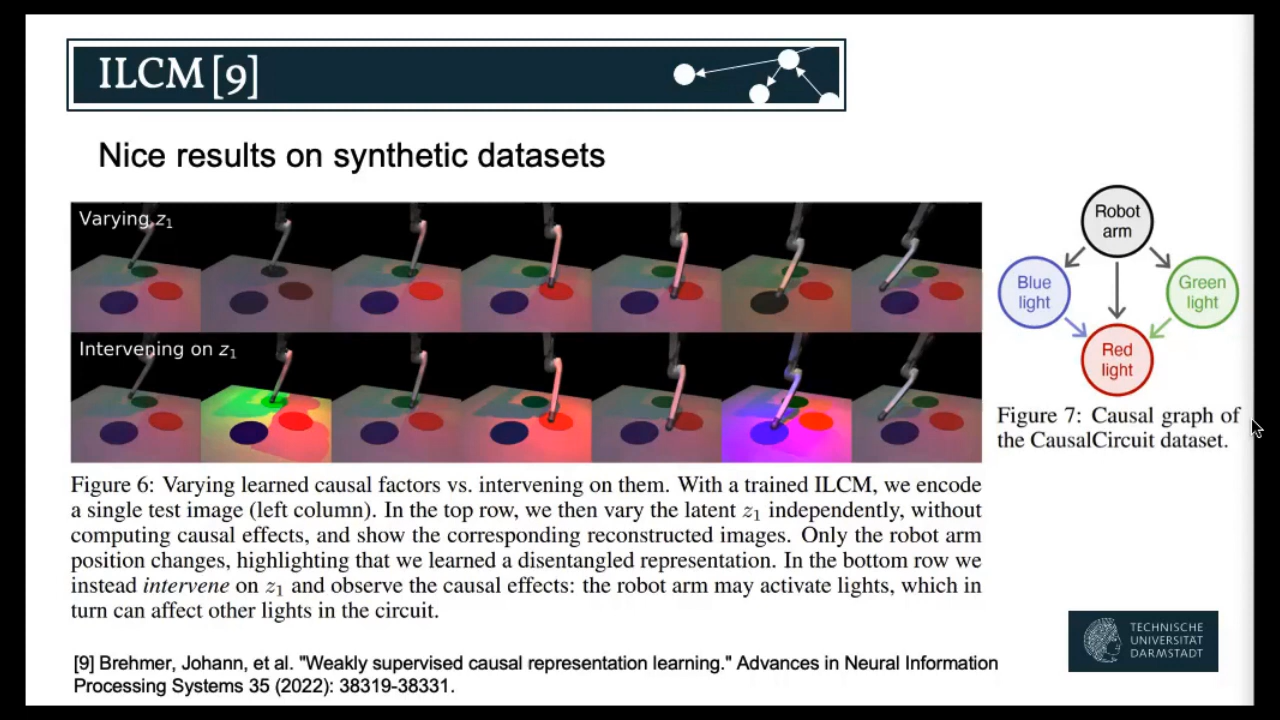 ILCM [9]
Nice results on synthetic datasets
Varying z₁
Intervening on z₁
Robot
arm
Blue
light
Green
light
Red
light
Figure 7: Causal graph of
the CausalCircuit dataset.
Figure 6: Varying learned causal factors vs. intervening on them. With a trained ILCM, we encode
a single test image (left column). In the top row, we then vary the latent z₁ independently, without
computing causal effects, and show the corresponding reconstructed images. Only the robot arm
position changes, highlighting that we learned a disentangled representation. In the bottom row we
instead intervene on z₁ and observe the causal effects: the robot arm may activate lights, which in
turn can affect other lights in the circuit.
[9] Brehmer, Johann, et al. "Weakly supervised causal representation learning." Advances in Neural Information
Processing Systems 35 (2022): 38319-38331.
TECHNISCHE
UNIVERSITÄT
DARMSTADT